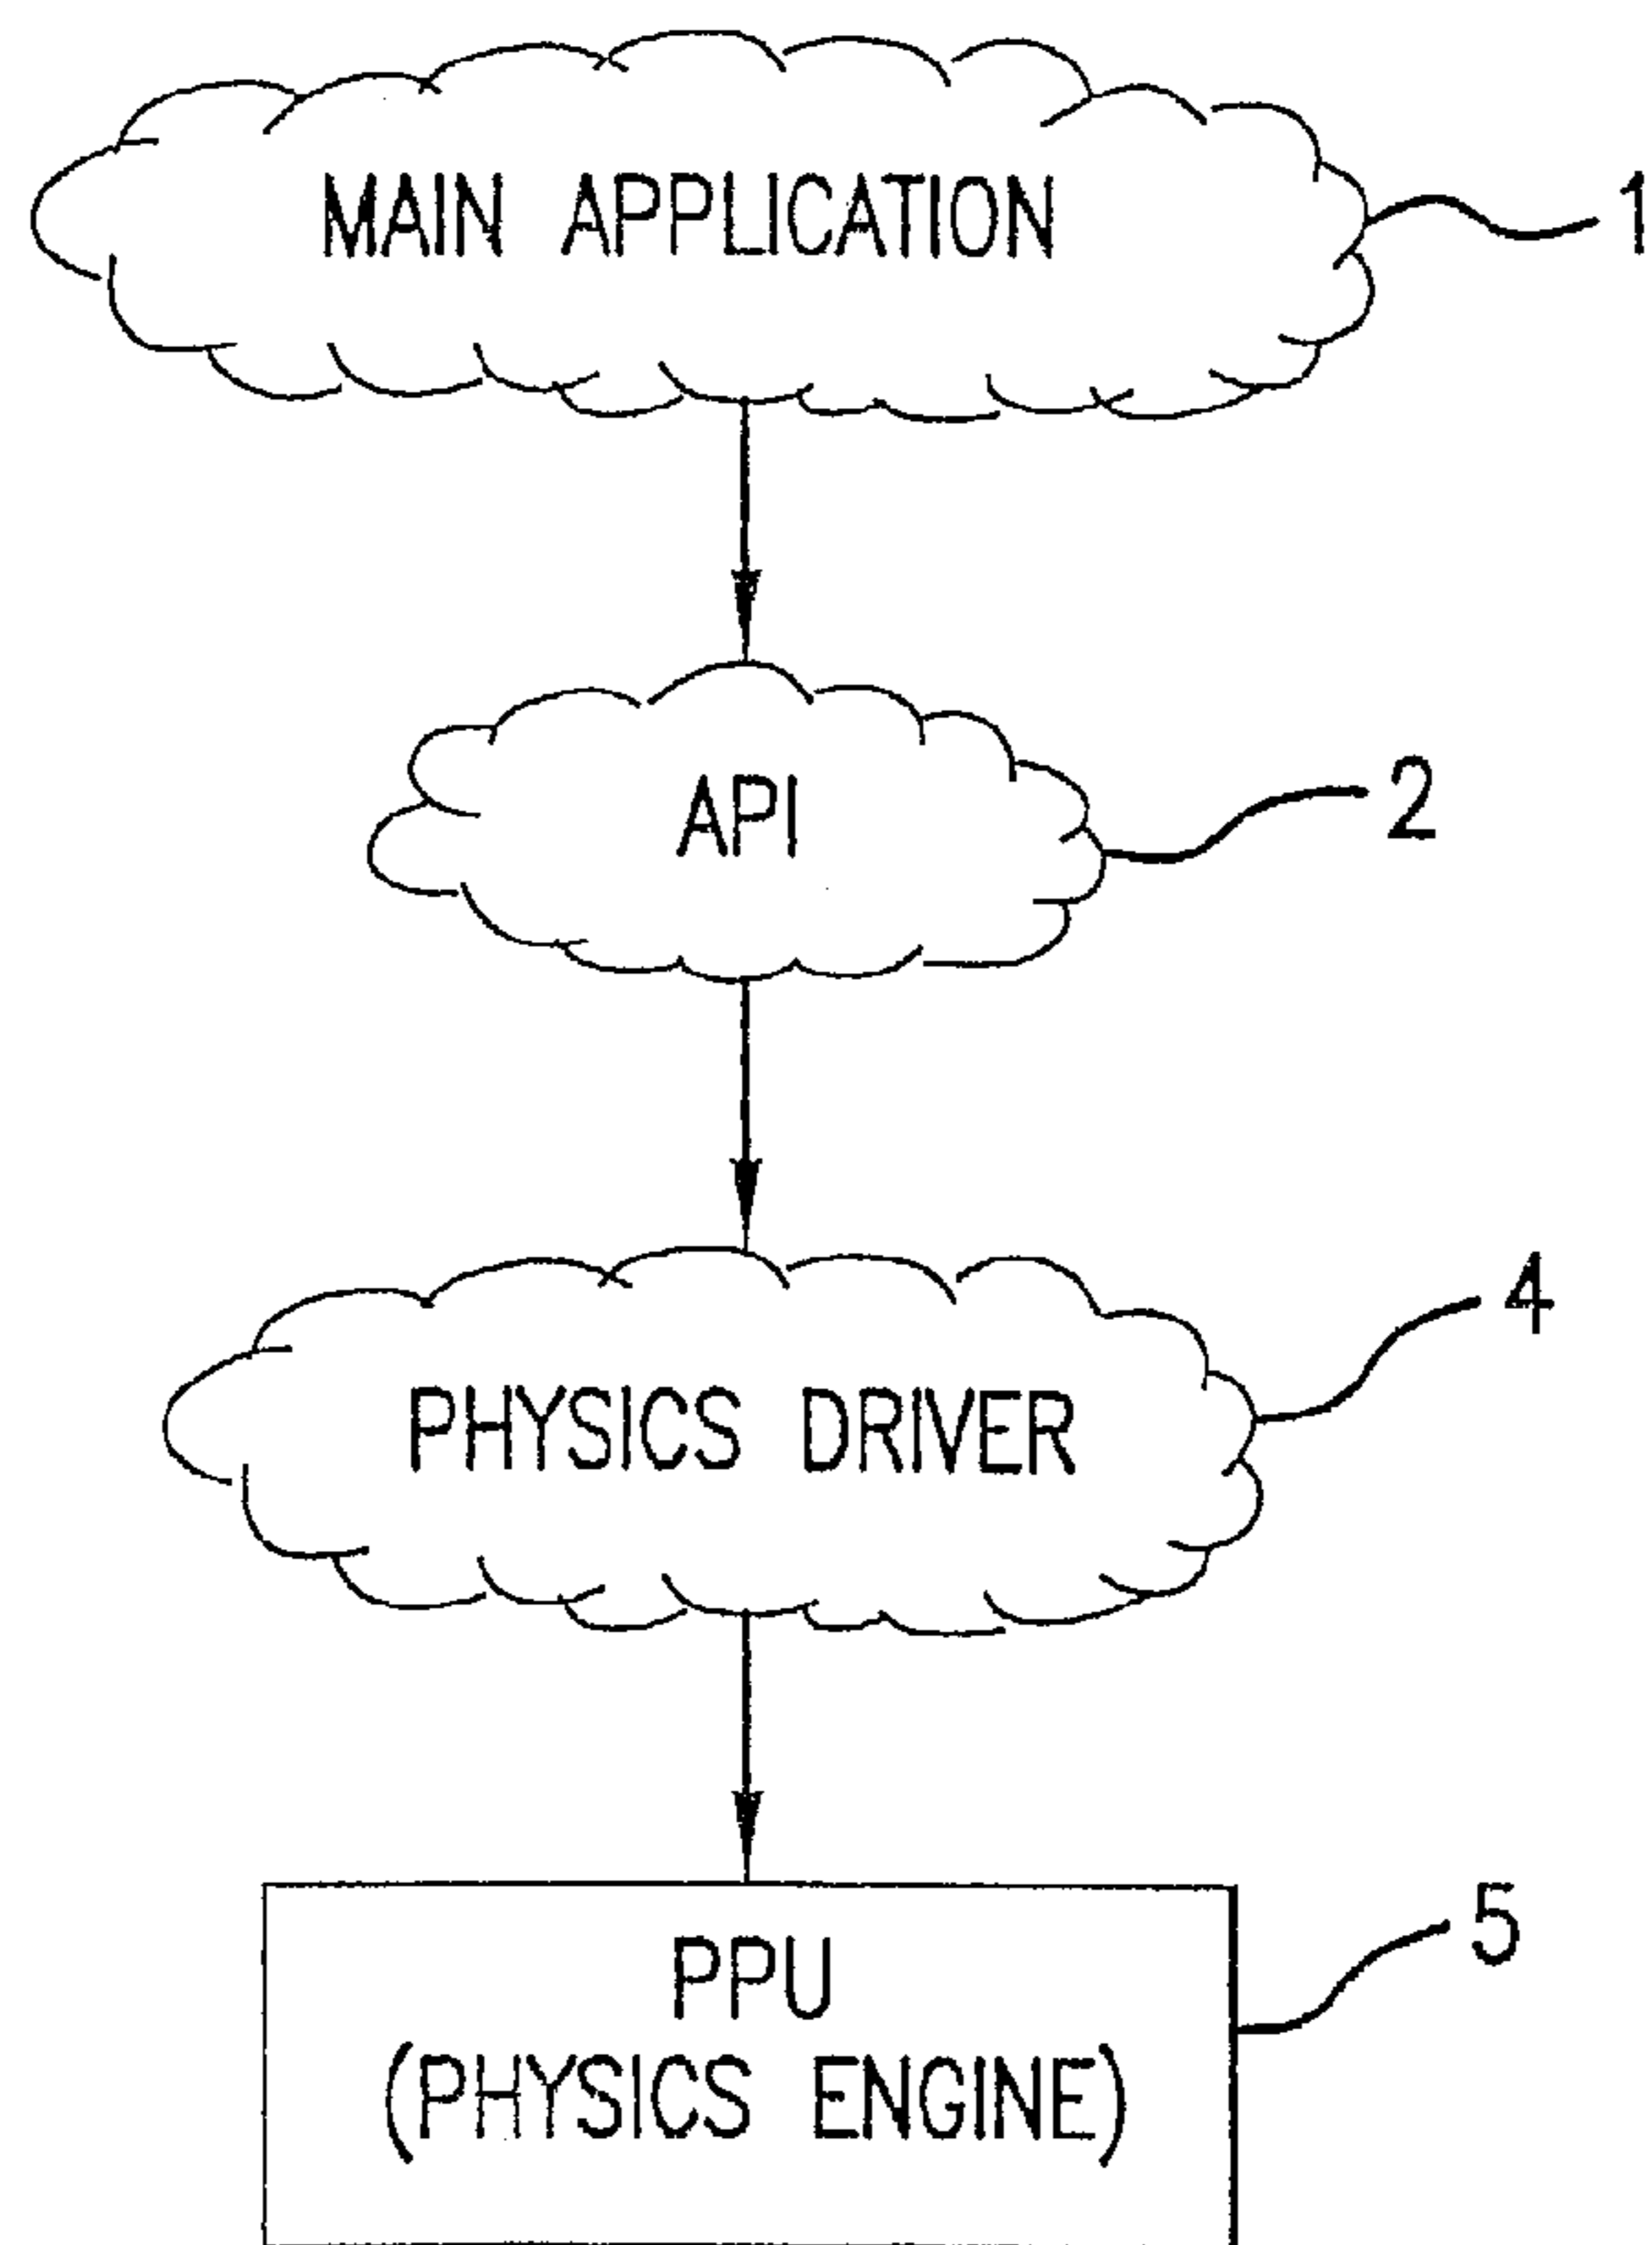 MAIN APPLICATION
1
API
2
4
PHYSICS DRIVER
5
PPU
(PHYSICS ENGINE)